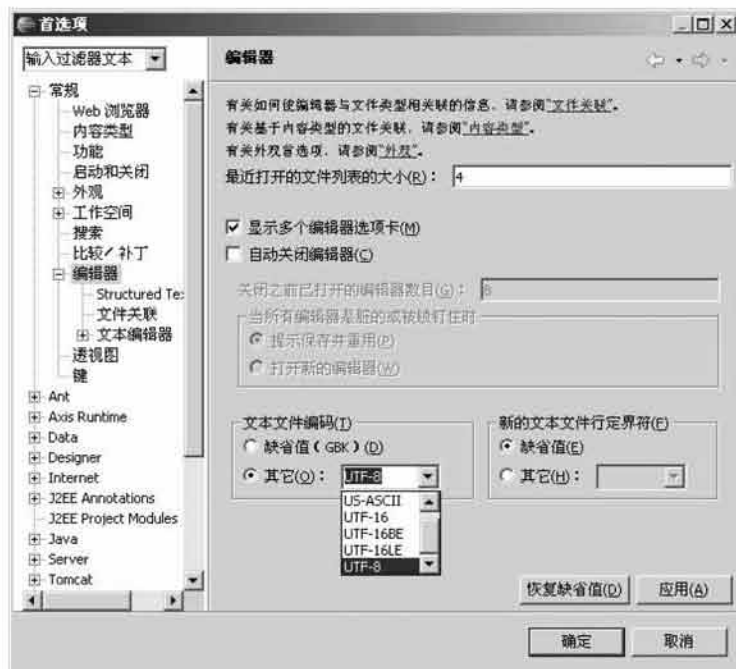 首选项
输入过滤器文本
常规
Web 浏览器
内容类型
功能
启动和关闭
外观
工作空间
搜索
比较／补丁
编辑器
Structured Te:
文件关联
文本编辑器
透视图
键
Ant
Axis Runtime
Data
Designer
Internet
J2EE Annotations
J2EE Project Modules
Java
Server
Tomcat
编辑器
有关如何使编辑器与文件类型相关联的信息，请参阅"文件关联"。
有关基于内容类型的文件关联，请参阅"内容类型"。
有关外观首选项，请参阅"外观"。
最近打开的文件列表的大小(R)： 4
显示多个编辑器选项卡(M)
自动关闭编辑器(C)
关闭之前已打开的编辑器数目(G)： 8
当所有编辑器是脏的或被锁钉住时
提示保存并重用(P)
打开新的编辑器(W)
文本文件编码(T)
缺省值（GBK）(D)
其它(O)： UTF-8
US-ASCII
UTF-16
UTF-16BE
UTF-16LE
UTF-8
新的文本文件行定界符(F)
缺省值(E)
其它(H)：
恢复缺省值(D) 应用(A)
确定 取消